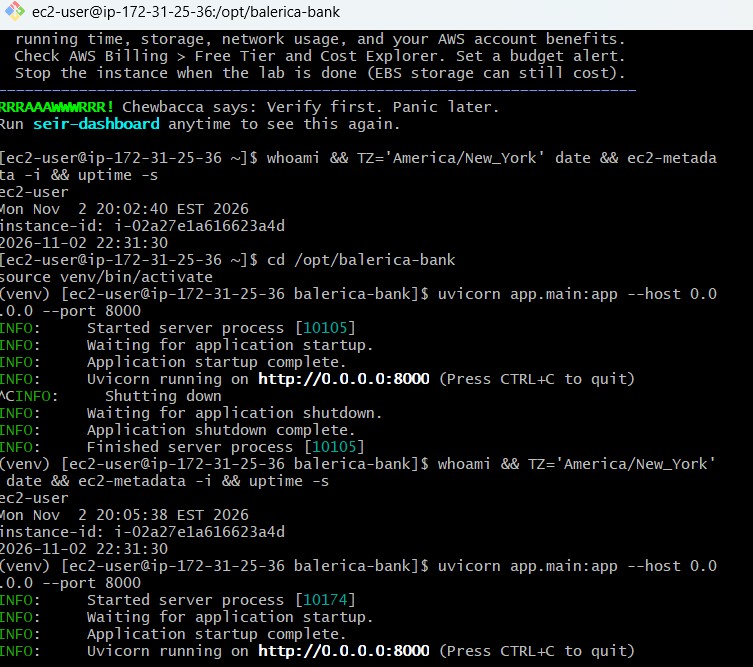 ec2-user@ip-172-31-25-36:/opt/balerica-bank
running time, storage, network usage, and your AWS account benefits.
Check AWS Billing > Free Tier and Cost Explorer. Set a budget alert.
Stop the instance when the lab is done (EBS storage can still cost).
--------------------------------------------------------------------------
RRRAAAWWWRRR! Chewbacca says: Verify first. Panic later.
Run seir-dashboard anytime to see this again.
[ec2-user@ip-172-31-25-36 ~]$ whoami && TZ='America/New_York' date && ec2-metada
ta -i && uptime -s
ec2-user
Mon Nov  2 20:02:40 EST 2026
instance-id: i-02a27e1a616623a4d
2026-11-02 22:31:30
[ec2-user@ip-172-31-25-36 ~]$ cd /opt/balerica-bank
source venv/bin/activate
(venv) [ec2-user@ip-172-31-25-36 balerica-bank]$ uvicorn app.main:app --host 0.0
.0.0 --port 8000
INFO:     Started server process [10105]
INFO:     Waiting for application startup.
INFO:     Application startup complete.
INFO:     Uvicorn running on http://0.0.0.0:8000 (Press CTRL+C to quit)
^CINFO:     Shutting down
INFO:     Waiting for application shutdown.
INFO:     Application shutdown complete.
INFO:     Finished server process [10105]
(venv) [ec2-user@ip-172-31-25-36 balerica-bank]$ whoami && TZ='America/New_York'
 date && ec2-metadata -i && uptime -s
ec2-user
Mon Nov  2 20:05:38 EST 2026
instance-id: i-02a27e1a616623a4d
2026-11-02 22:31:30
(venv) [ec2-user@ip-172-31-25-36 balerica-bank]$ uvicorn app.main:app --host 0.0
.0.0 --port 8000
INFO:     Started server process [10174]
INFO:     Waiting for application startup.
INFO:     Application startup complete.
INFO:     Uvicorn running on http://0.0.0.0:8000 (Press CTRL+C to quit)